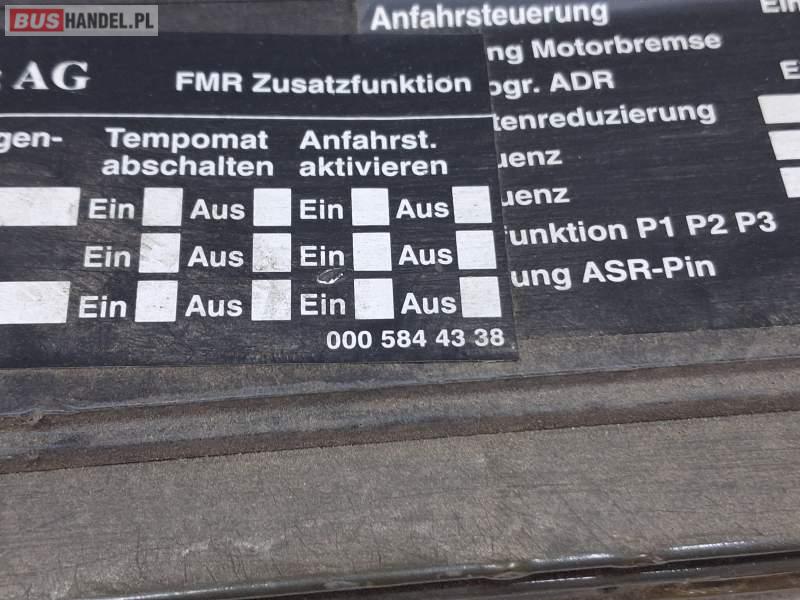 BUSHANDEL.PL
Anfahrsteuerung Ein
ng Motorbremse
AG FMR Zusatzfunktion
ogr. ADR E
gen- Tempomat Anfahrst.
abschalten aktivieren
tenreduzierung
uenz
uenz
Ein Aus Ein Aus
unktion P1 P2 P3
Ein Aus Ein Aus
ung ASR-Pin
Ein Aus Ein Aus
000 584 43 38